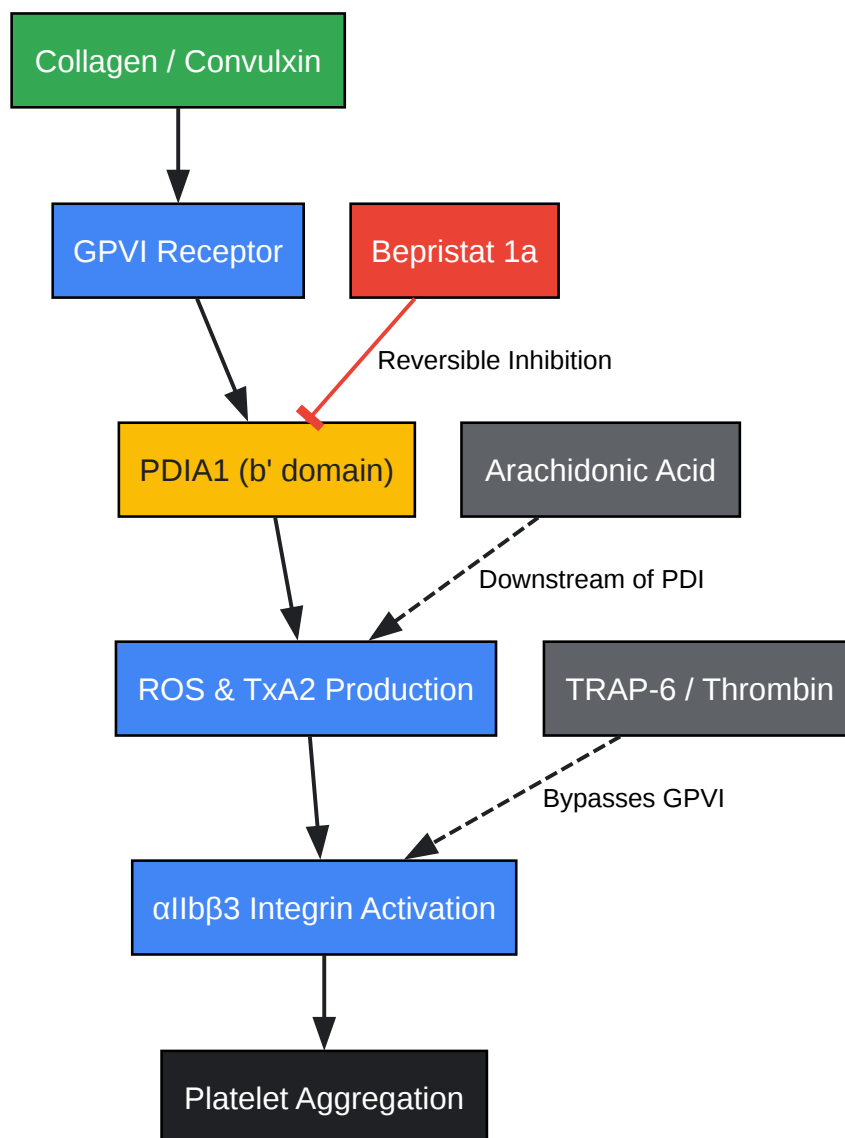 Collagen / Convulxin
GPVI Receptor
Bepristat 1a
Reversible Inhibition
PDIA1 (b' domain)
Arachidonic Acid
Downstream of PDI
ROS & TxA2 Production
TRAP-6 / Thrombin
Bypasses GPVI
αIIbβ3 Integrin Activation
Platelet Aggregation